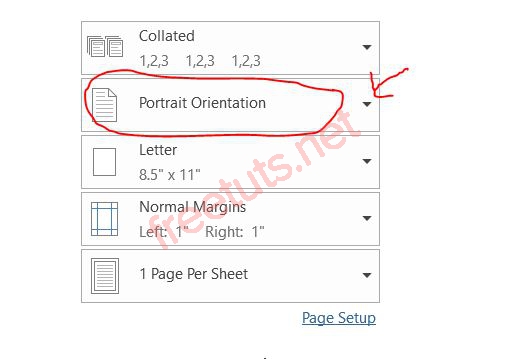 Collated
1,2,3 1,2,3 1,2,3
Portrait Orientation
Letter
8.5" x 11"
Normal Margins
Left: 1" Right: 1"
1 Page Per Sheet
Page Setup
freetuts.net